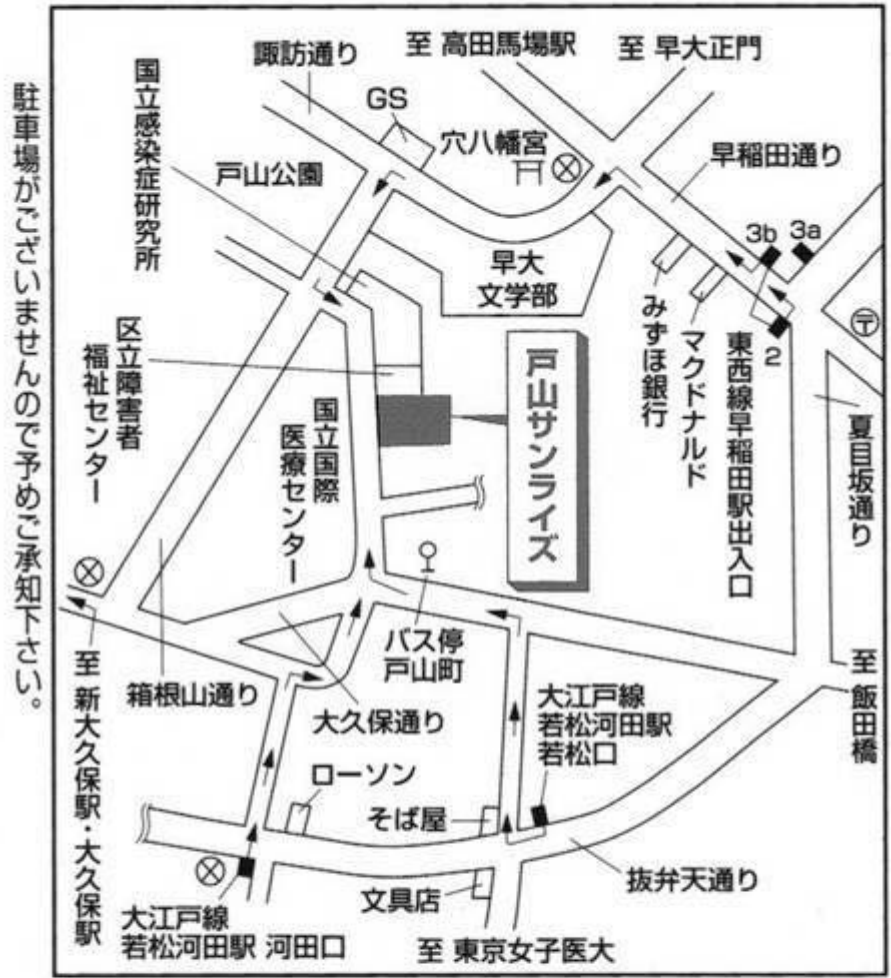 駐車場がございませんので予めご承知下さい。
諏訪通り
至 高田馬場駅
至 早大正門
GS
穴八幡宮
早稲田通り
国立感染症研究所
戸山公園
3b
3a
早大
文学部
みずほ銀行
マクドナルド
2
東西線早稲田駅出入口
〒
夏目坂通り
区立障害者
福祉センター
国立国際
医療センター
戸山サンライズ
バス停
戸山町
至 新大久保駅・大久保駅
箱根山通り
大久保通り
大江戸線
若松河田駅
若松口
至 飯田橋
ローソン
そば屋
文具店
抜弁天通り
大江戸線
若松河田駅 河田口
至 東京女子医大